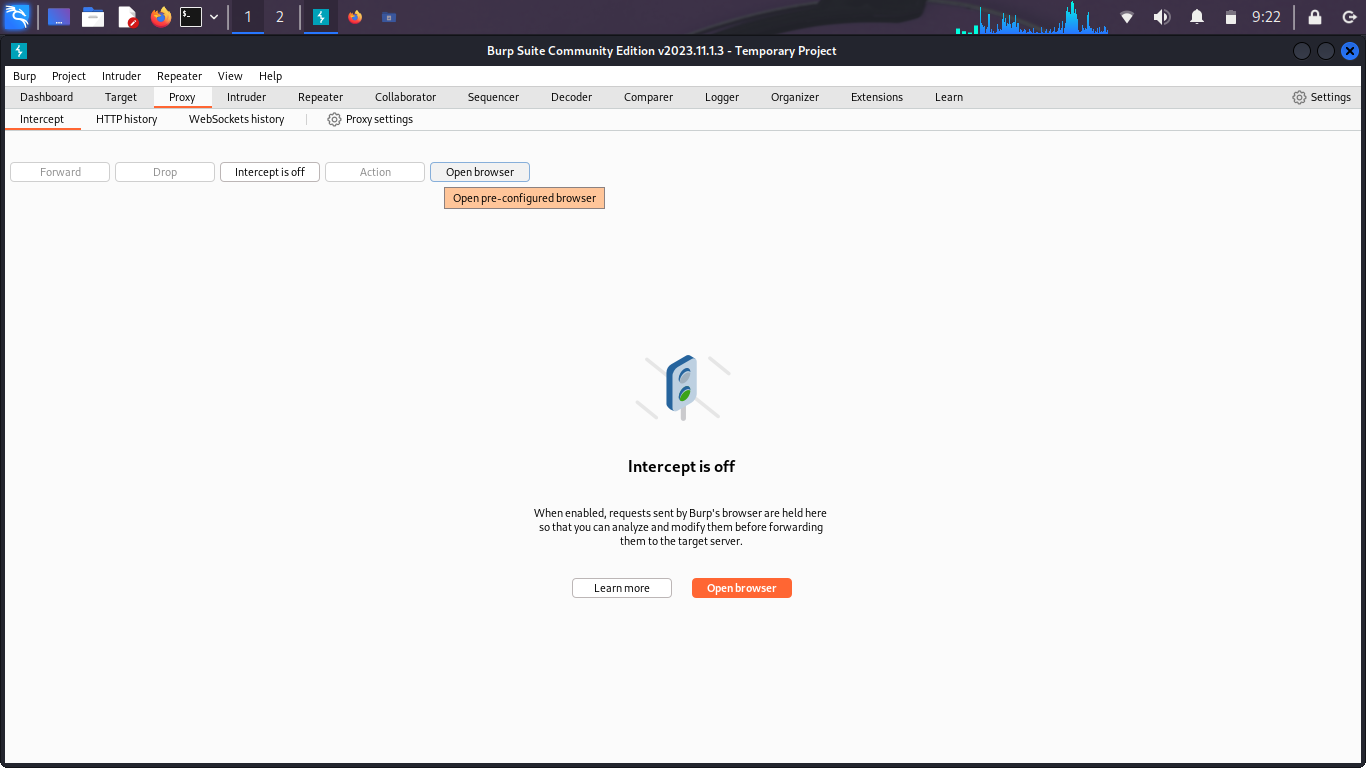 1 2 9:22
Burp Suite Community Edition v2023.11.1.3 - Temporary Project
Burp Project Intruder Repeater View Help
Dashboard Target Proxy Intruder Repeater Collaborator Sequencer Decoder Comparer Logger Organizer Extensions Learn Settings
Intercept HTTP history WebSockets history Proxy settings
Forward Drop Intercept is off Action Open browser
Open pre-configured browser
Intercept is off
When enabled, requests sent by Burp's browser are held here
so that you can analyze and modify them before forwarding
them to the target server.
Learn more Open browser